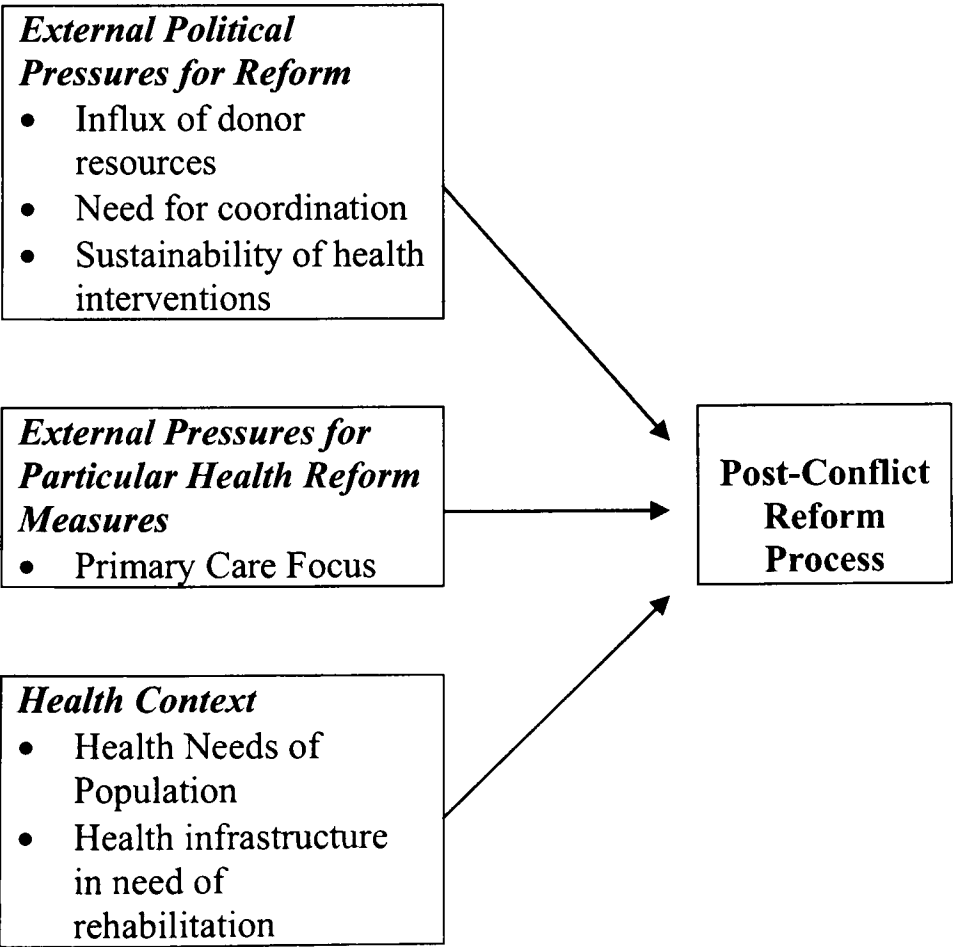 External Political
Pressures for Reform
• Influx of donor
resources
• Need for coordination
• Sustainability of health
interventions
External Pressures for
Particular Health Reform
Measures
• Primary Care Focus
Health Context
• Health Needs of
Population
• Health infrastructure
in need of
rehabilitation
Post-Conflict
Reform
Process